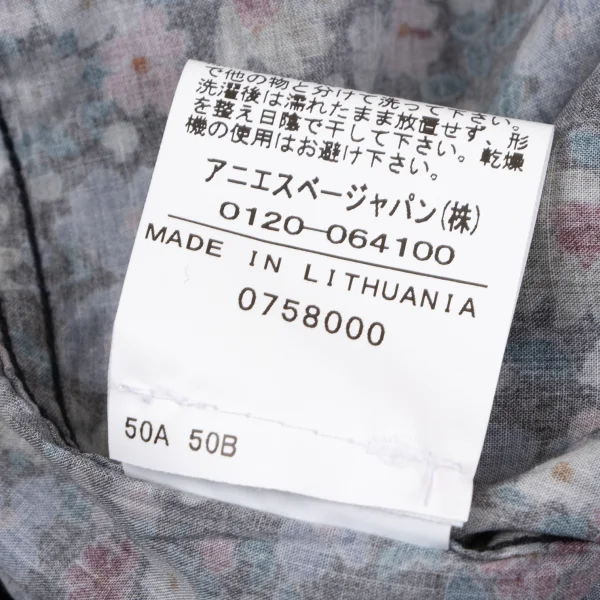 で他の物と分けて洗って下さい。
洗濯後は濡れたまま放置せず、形
を整え日陰で干して下さい。乾燥
機の使用はお避け下さい。
アニエスベージャパン(株)
0120-064100
MADE IN LITHUANIA
0758000
50A 50B